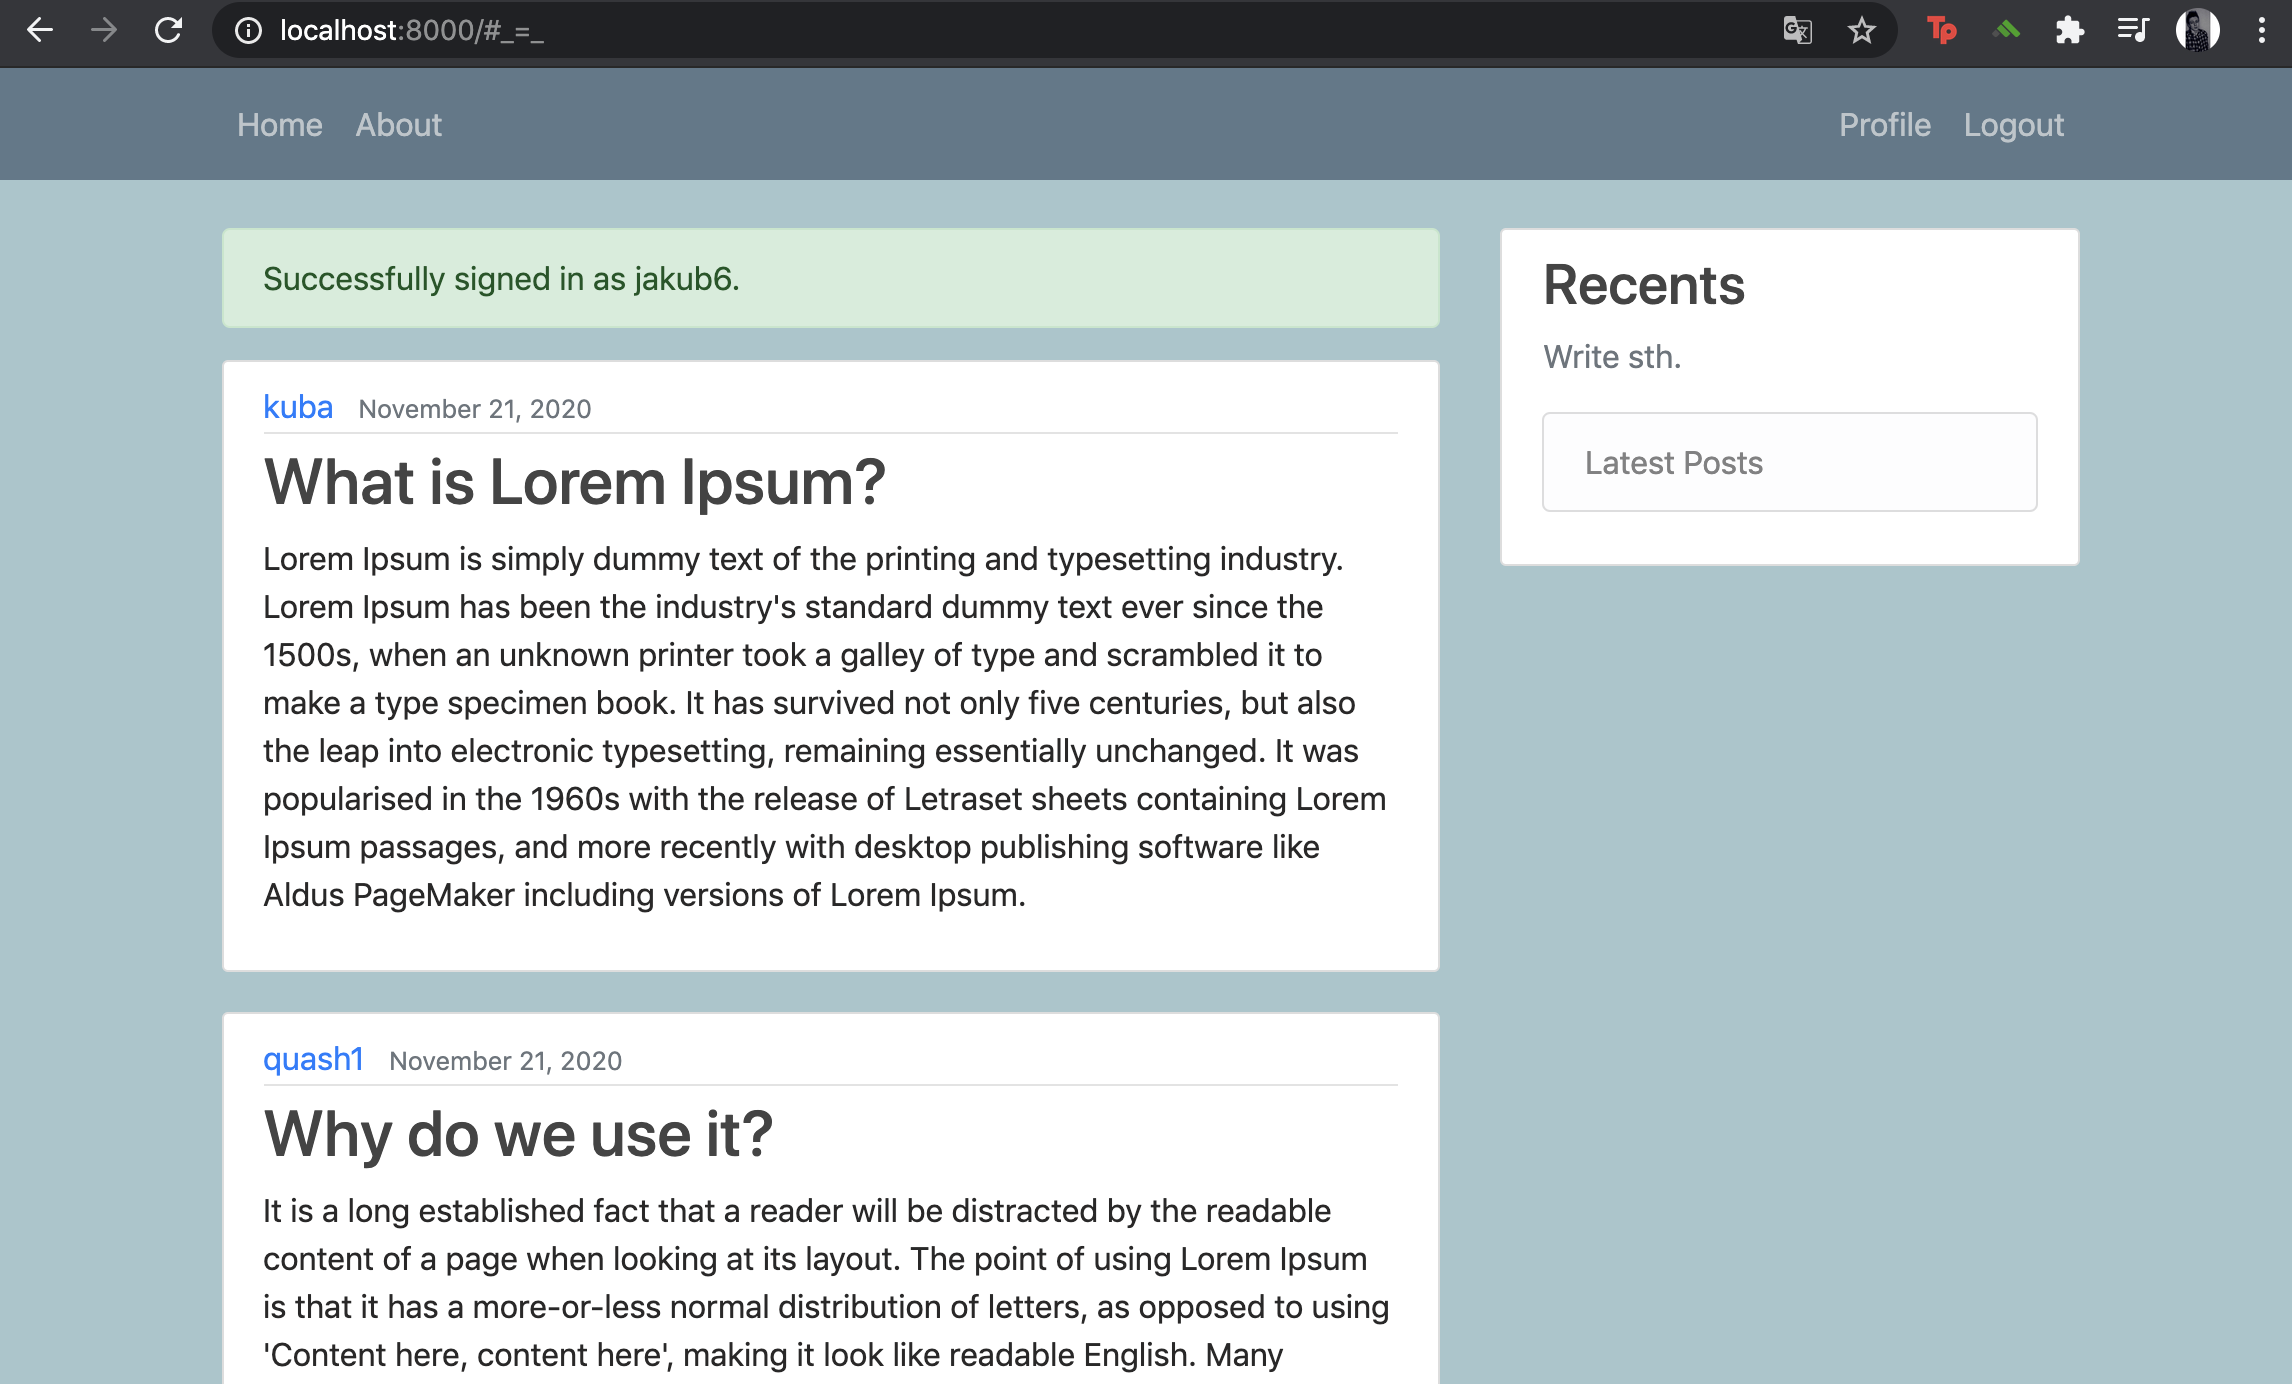 localhost:8000/#_=_
Home About Profile Logout
Successfully signed in as jakub6.
kuba November 21, 2020
What is Lorem Ipsum?
Lorem Ipsum is simply dummy text of the printing and typesetting industry.
Lorem Ipsum has been the industry's standard dummy text ever since the
1500s, when an unknown printer took a galley of type and scrambled it to
make a type specimen book. It has survived not only five centuries, but also
the leap into electronic typesetting, remaining essentially unchanged. It was
popularised in the 1960s with the release of Letraset sheets containing Lorem
Ipsum passages, and more recently with desktop publishing software like
Aldus PageMaker including versions of Lorem Ipsum.
quash1 November 21, 2020
Why do we use it?
It is a long established fact that a reader will be distracted by the readable
content of a page when looking at its layout. The point of using Lorem Ipsum
is that it has a more-or-less normal distribution of letters, as opposed to using
'Content here, content here', making it look like readable English. Many
Recents
Write sth.
Latest Posts